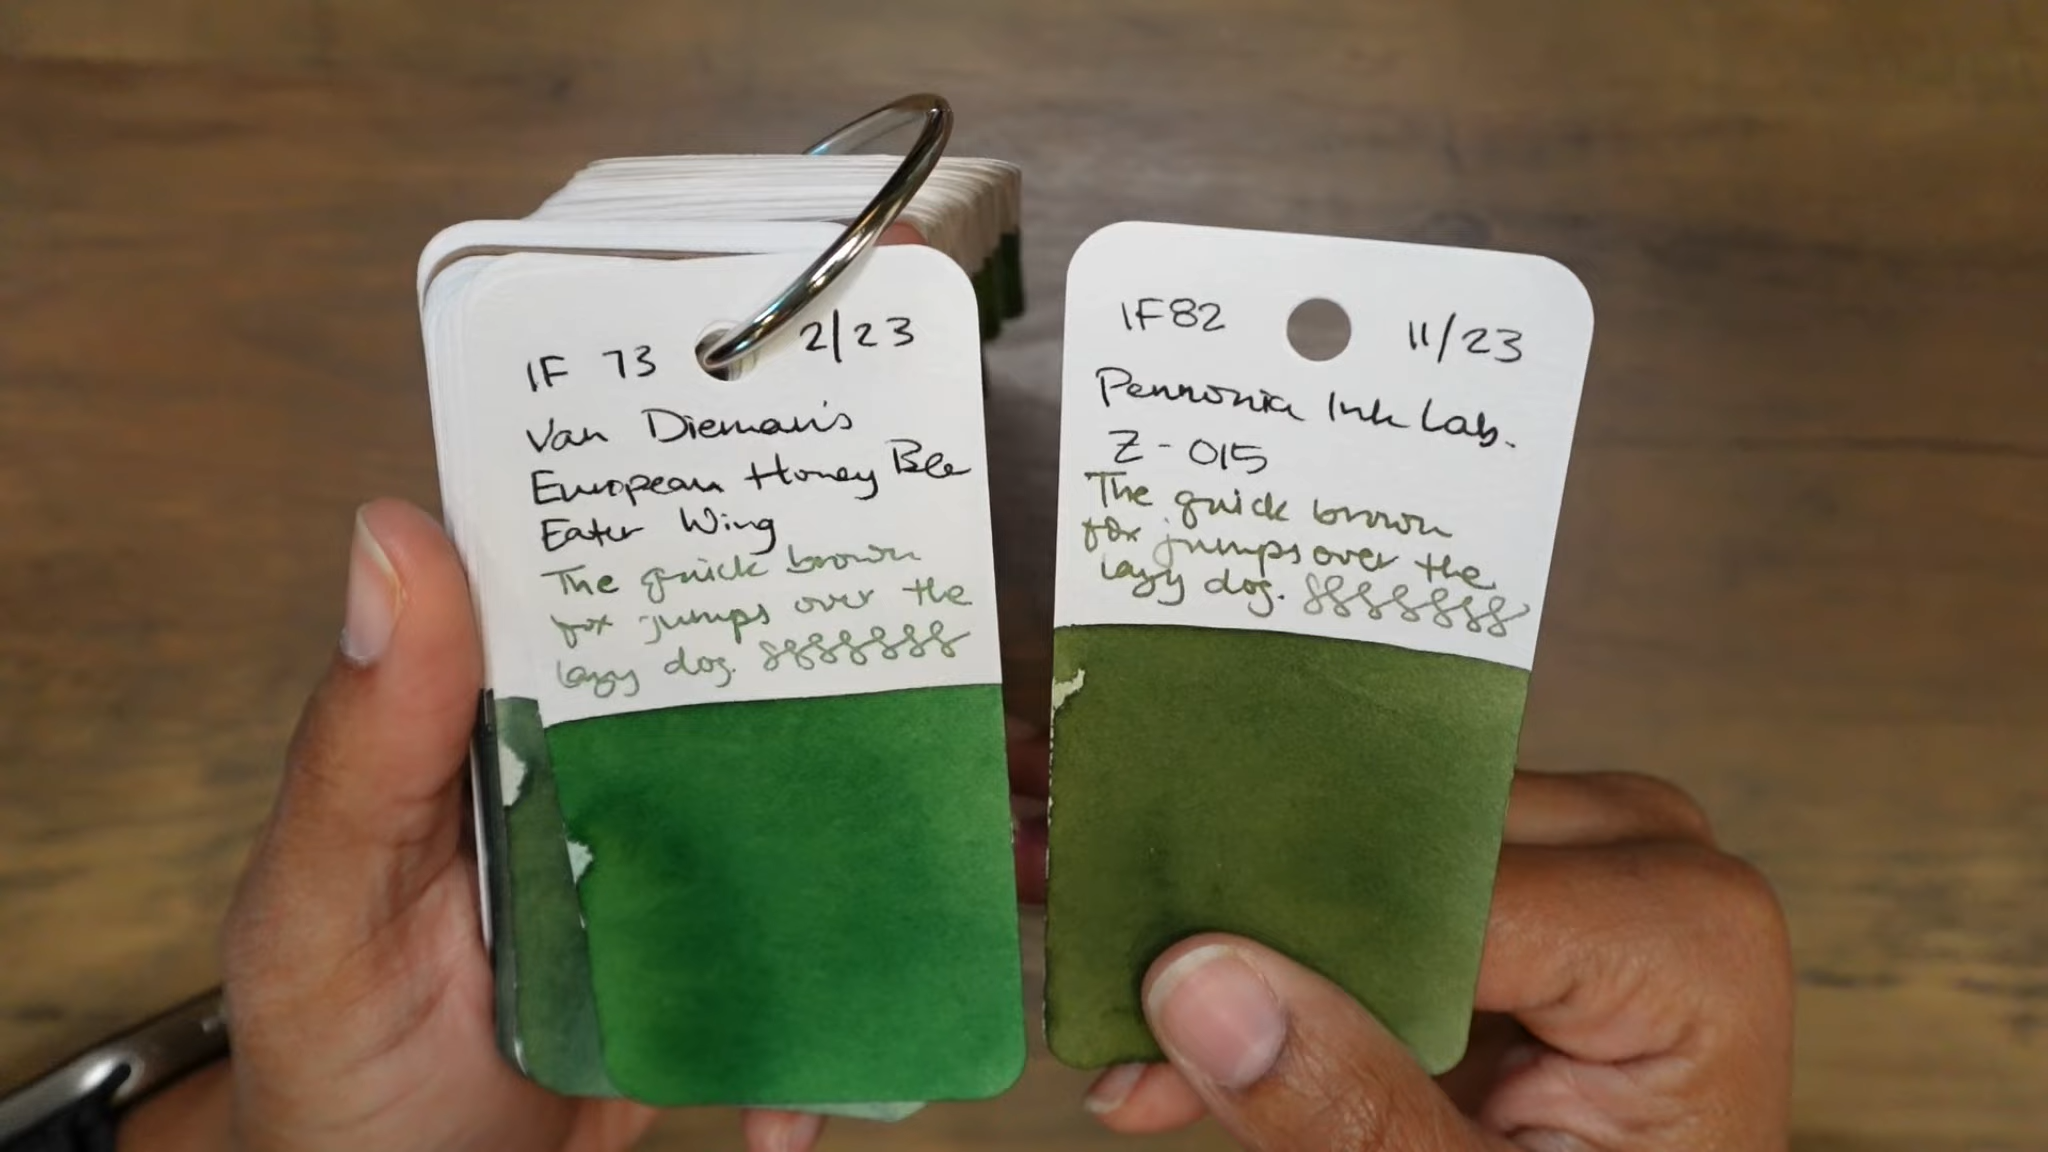 IF 73 2/23
Van Dieman's
European Honey Bee
Eater Wing
The quick brown
fox jumps over the
lazy dog.
IF82 11/23
Pennonia Ink Lab.
Z-015
The quick brown
fox jumps over the
lazy dog.